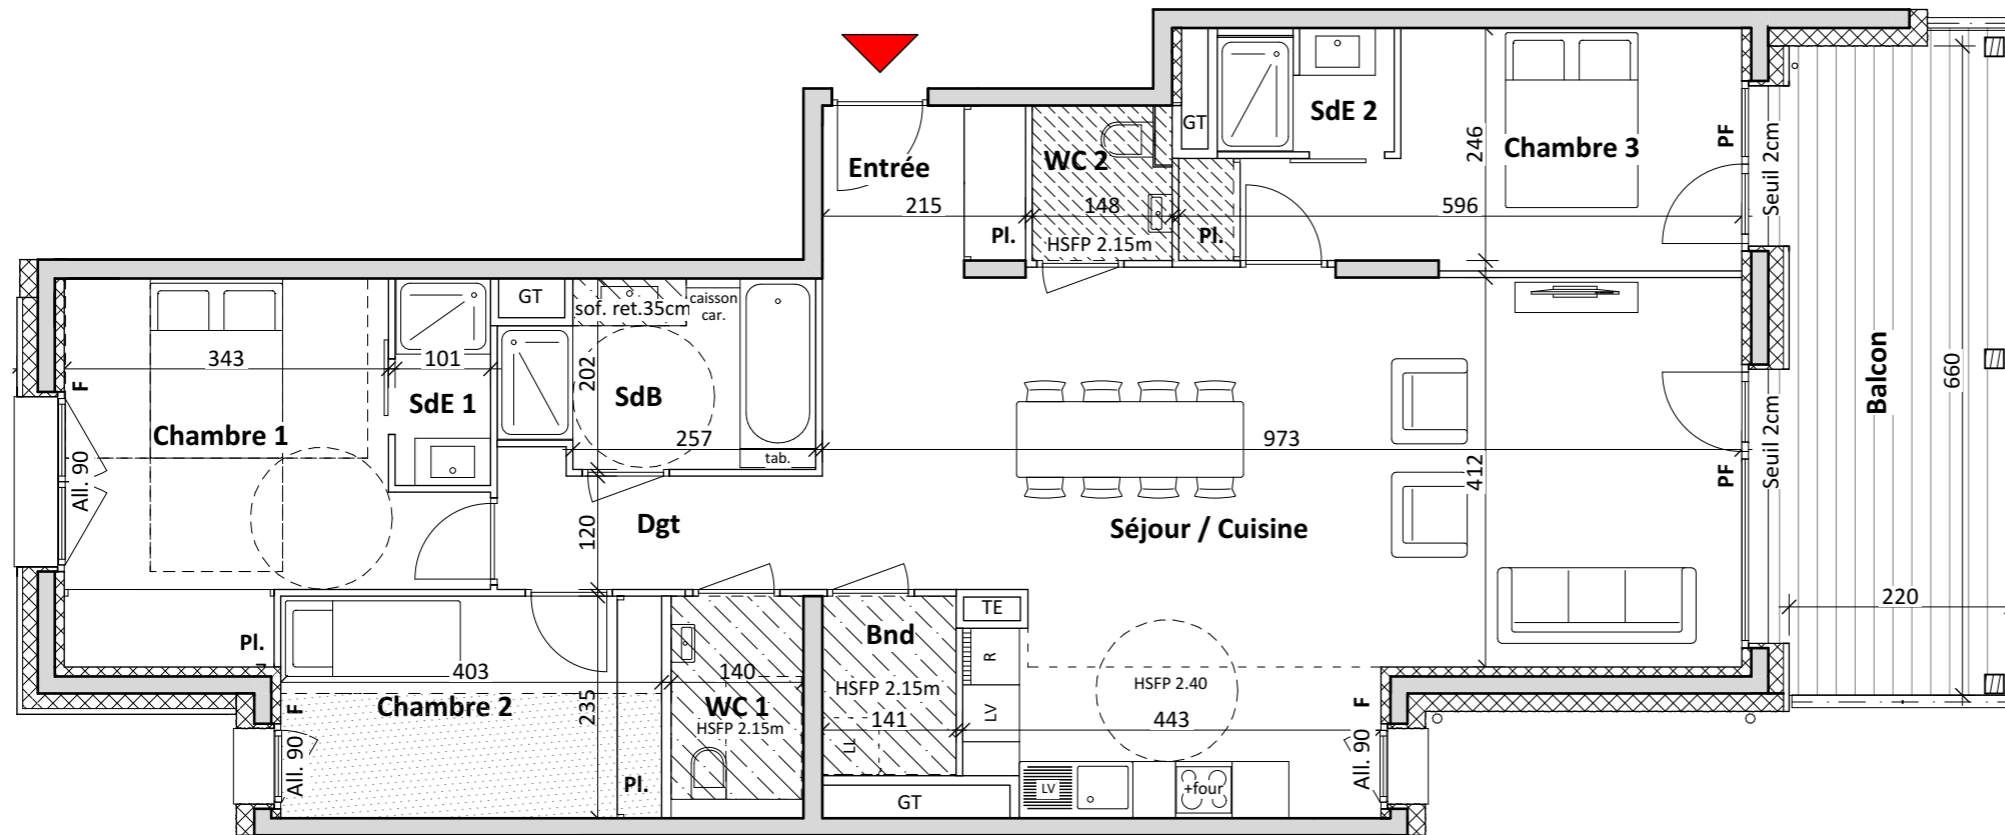 SdE 2
GT
Chambre 3
246
PF
Seuil 2cm
Entrée
WC 2
215
148
596
Pl.
HSFP 2.15m
Pl.
GT
sof. ret.35cm
caisson
car.
343
101
202
F
SdE 1
SdB
Chambre 1
257
tab.
973
All. 90
412
PF
Seuil 2cm
Balcon
660
120
Dgt
Séjour / Cuisine
220
TE
Bnd
Pl.
R
403
140
HSFP 2.15m
HSFP 2.40
F
Chambre 2
235
WC 1
HSFP 2.15m
141
LV
443
F
LL
All. 90
All. 90
Pl.
GT
LV
+four